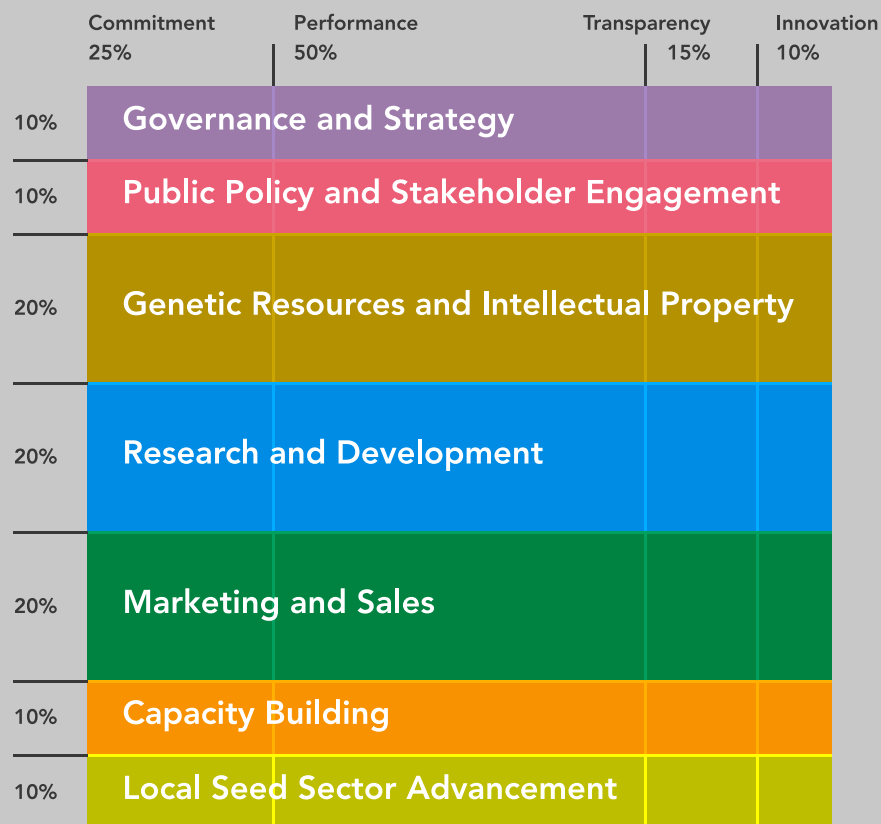 Commitment Performance Transparency Innovation
25% 50% 15% 10%
10% Governance and Strategy
10% Public Policy and Stakeholder Engagement
20% Genetic Resources and Intellectual Property
20% Research and Development
20% Marketing and Sales
10% Capacity Building
10% Local Seed Sector Advancement